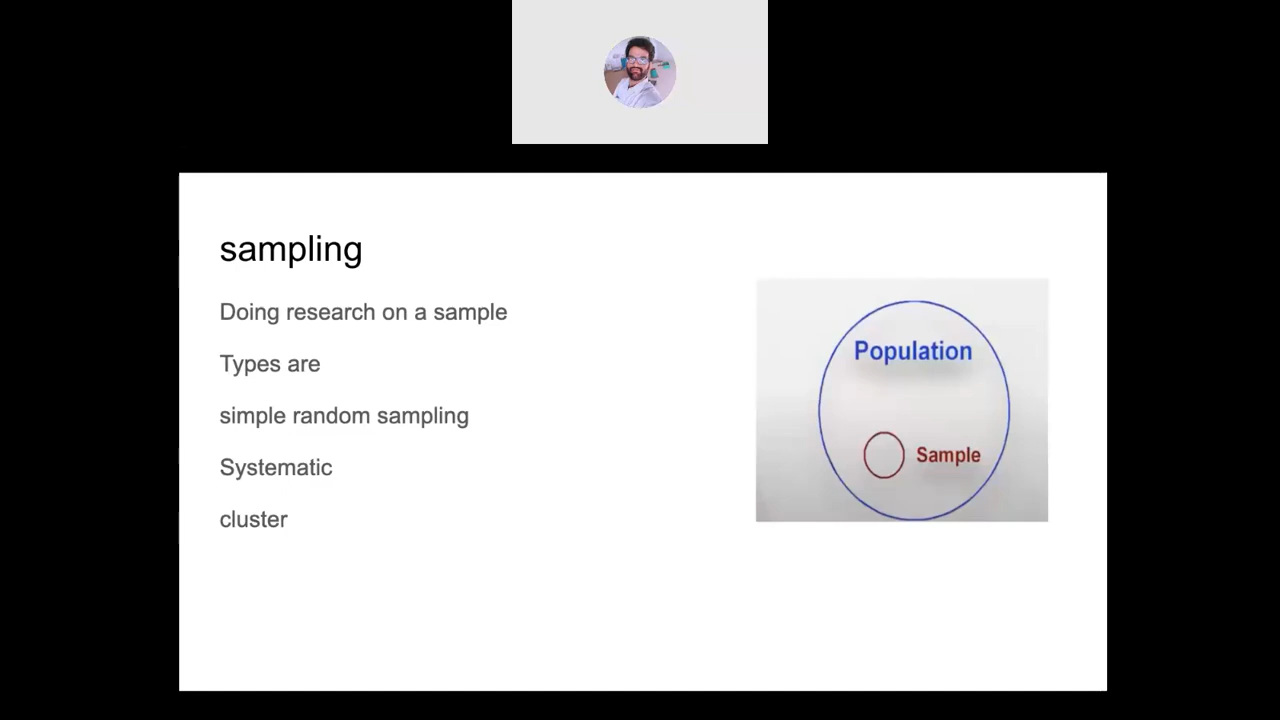 sampling
Doing research on a sample
Types are
simple random sampling
Systematic
cluster
Population
Sample